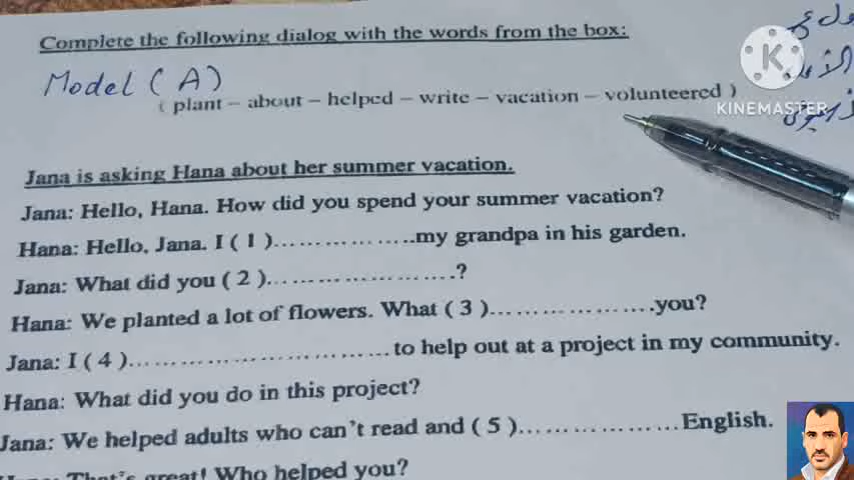 Complete the following dialog with the words from the box:
Model (A)
( plant – about – helped – write – vacation – volunteered )
KINEMASTER
Jana is asking Hana about her summer vacation.
Jana: Hello, Hana. How did you spend your summer vacation?
Hana: Hello, Jana. I ( 1 )………………..my grandpa in his garden.
Jana: What did you ( 2 )……………………….?
Hana: We planted a lot of flowers. What ( 3 )…………………….you?
Jana: I ( 4 )………………………………… to help out at a project in my community.
Hana: What did you do in this project?
Jana: We helped adults who can't read and ( 5 )…………………… English.
That's great! Who helped you?